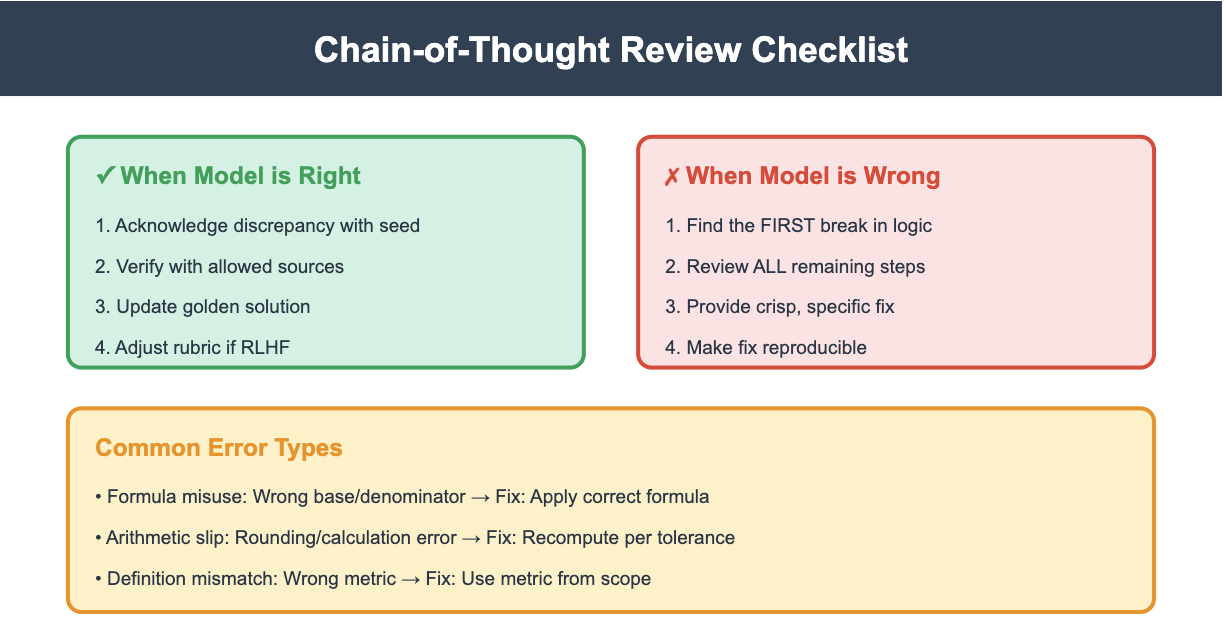 Chain-of-Thought Review Checklist
✓ When Model is Right
1. Acknowledge discrepancy with seed
2. Verify with allowed sources
3. Update golden solution
4. Adjust rubric if RLHF
✗ When Model is Wrong
1. Find the FIRST break in logic
2. Review ALL remaining steps
3. Provide crisp, specific fix
4. Make fix reproducible
Common Error Types
• Formula misuse: Wrong base/denominator → Fix: Apply correct formula
• Arithmetic slip: Rounding/calculation error → Fix: Recompute per tolerance
• Definition mismatch: Wrong metric → Fix: Use metric from scope